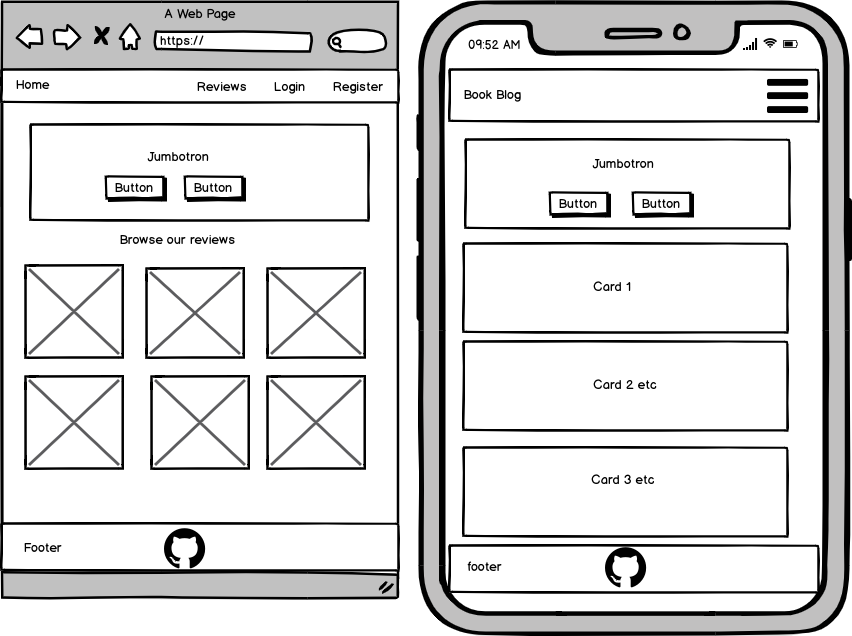 A Web Page
https://
Home Reviews Login Register
Jumbotron
Button Button
Browse our reviews
Footer
09:52 AM
Book Blog
Jumbotron
Button Button
Card 1
Card 2 etc
Card 3 etc
footer